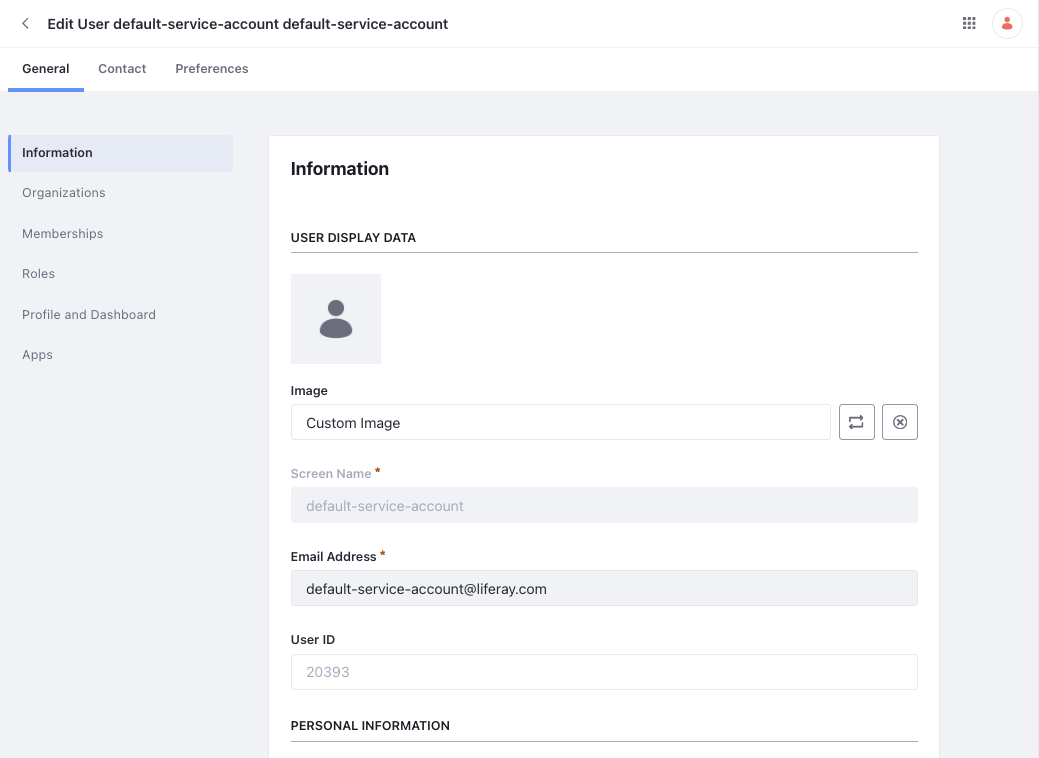 Edit User default-service-account default-service-account
General
Contact
Preferences
Information
Organizations
Memberships
Roles
Profile and Dashboard
Apps
Information
USER DISPLAY DATA
Image
Custom Image
Screen Name *
default-service-account
Email Address *
default-service-account@liferay.com
User ID
20393
PERSONAL INFORMATION